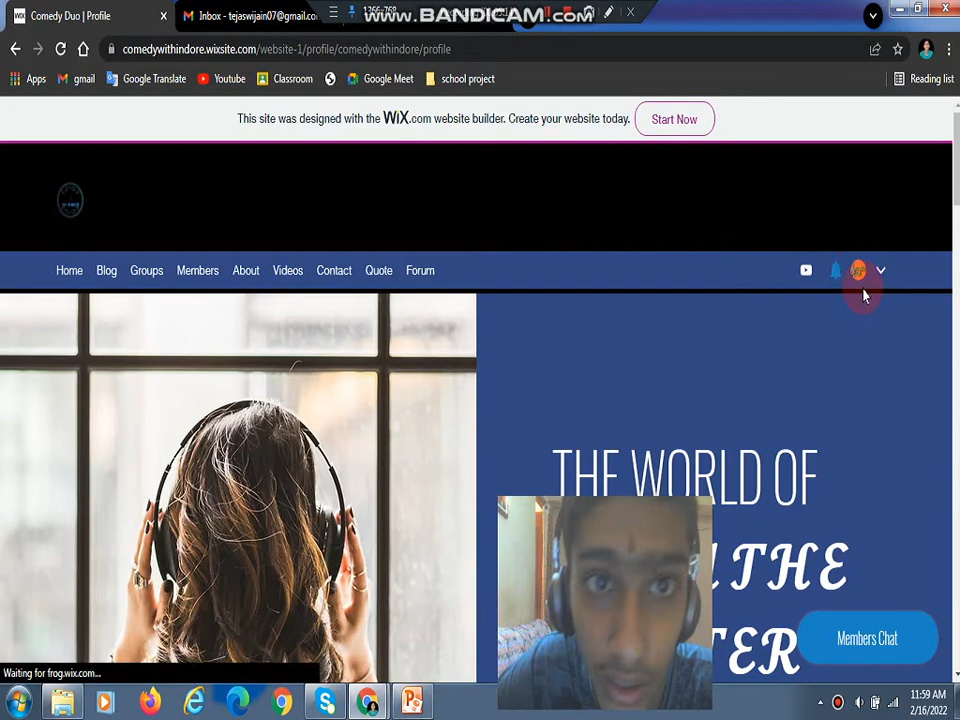 Comedy Duo | Profile
Inbox - tejaswijain07@gmail.co
www.BANDICAM.com
comedywithindore.wixsite.com/website-1/profile/comedywithindore/profile
Apps
gmail
Google Translate
Youtube
Classroom
Google Meet
school project
Reading list
This site was designed with the WiX.com website builder. Create your website today.
Start Now
Home
Blog
Groups
Members
About
Videos
Contact
Quote
Forum
THE WORLD OF
THE
TER
Members Chat
Waiting for frog.wix.com...
11:59 AM
2/16/2022